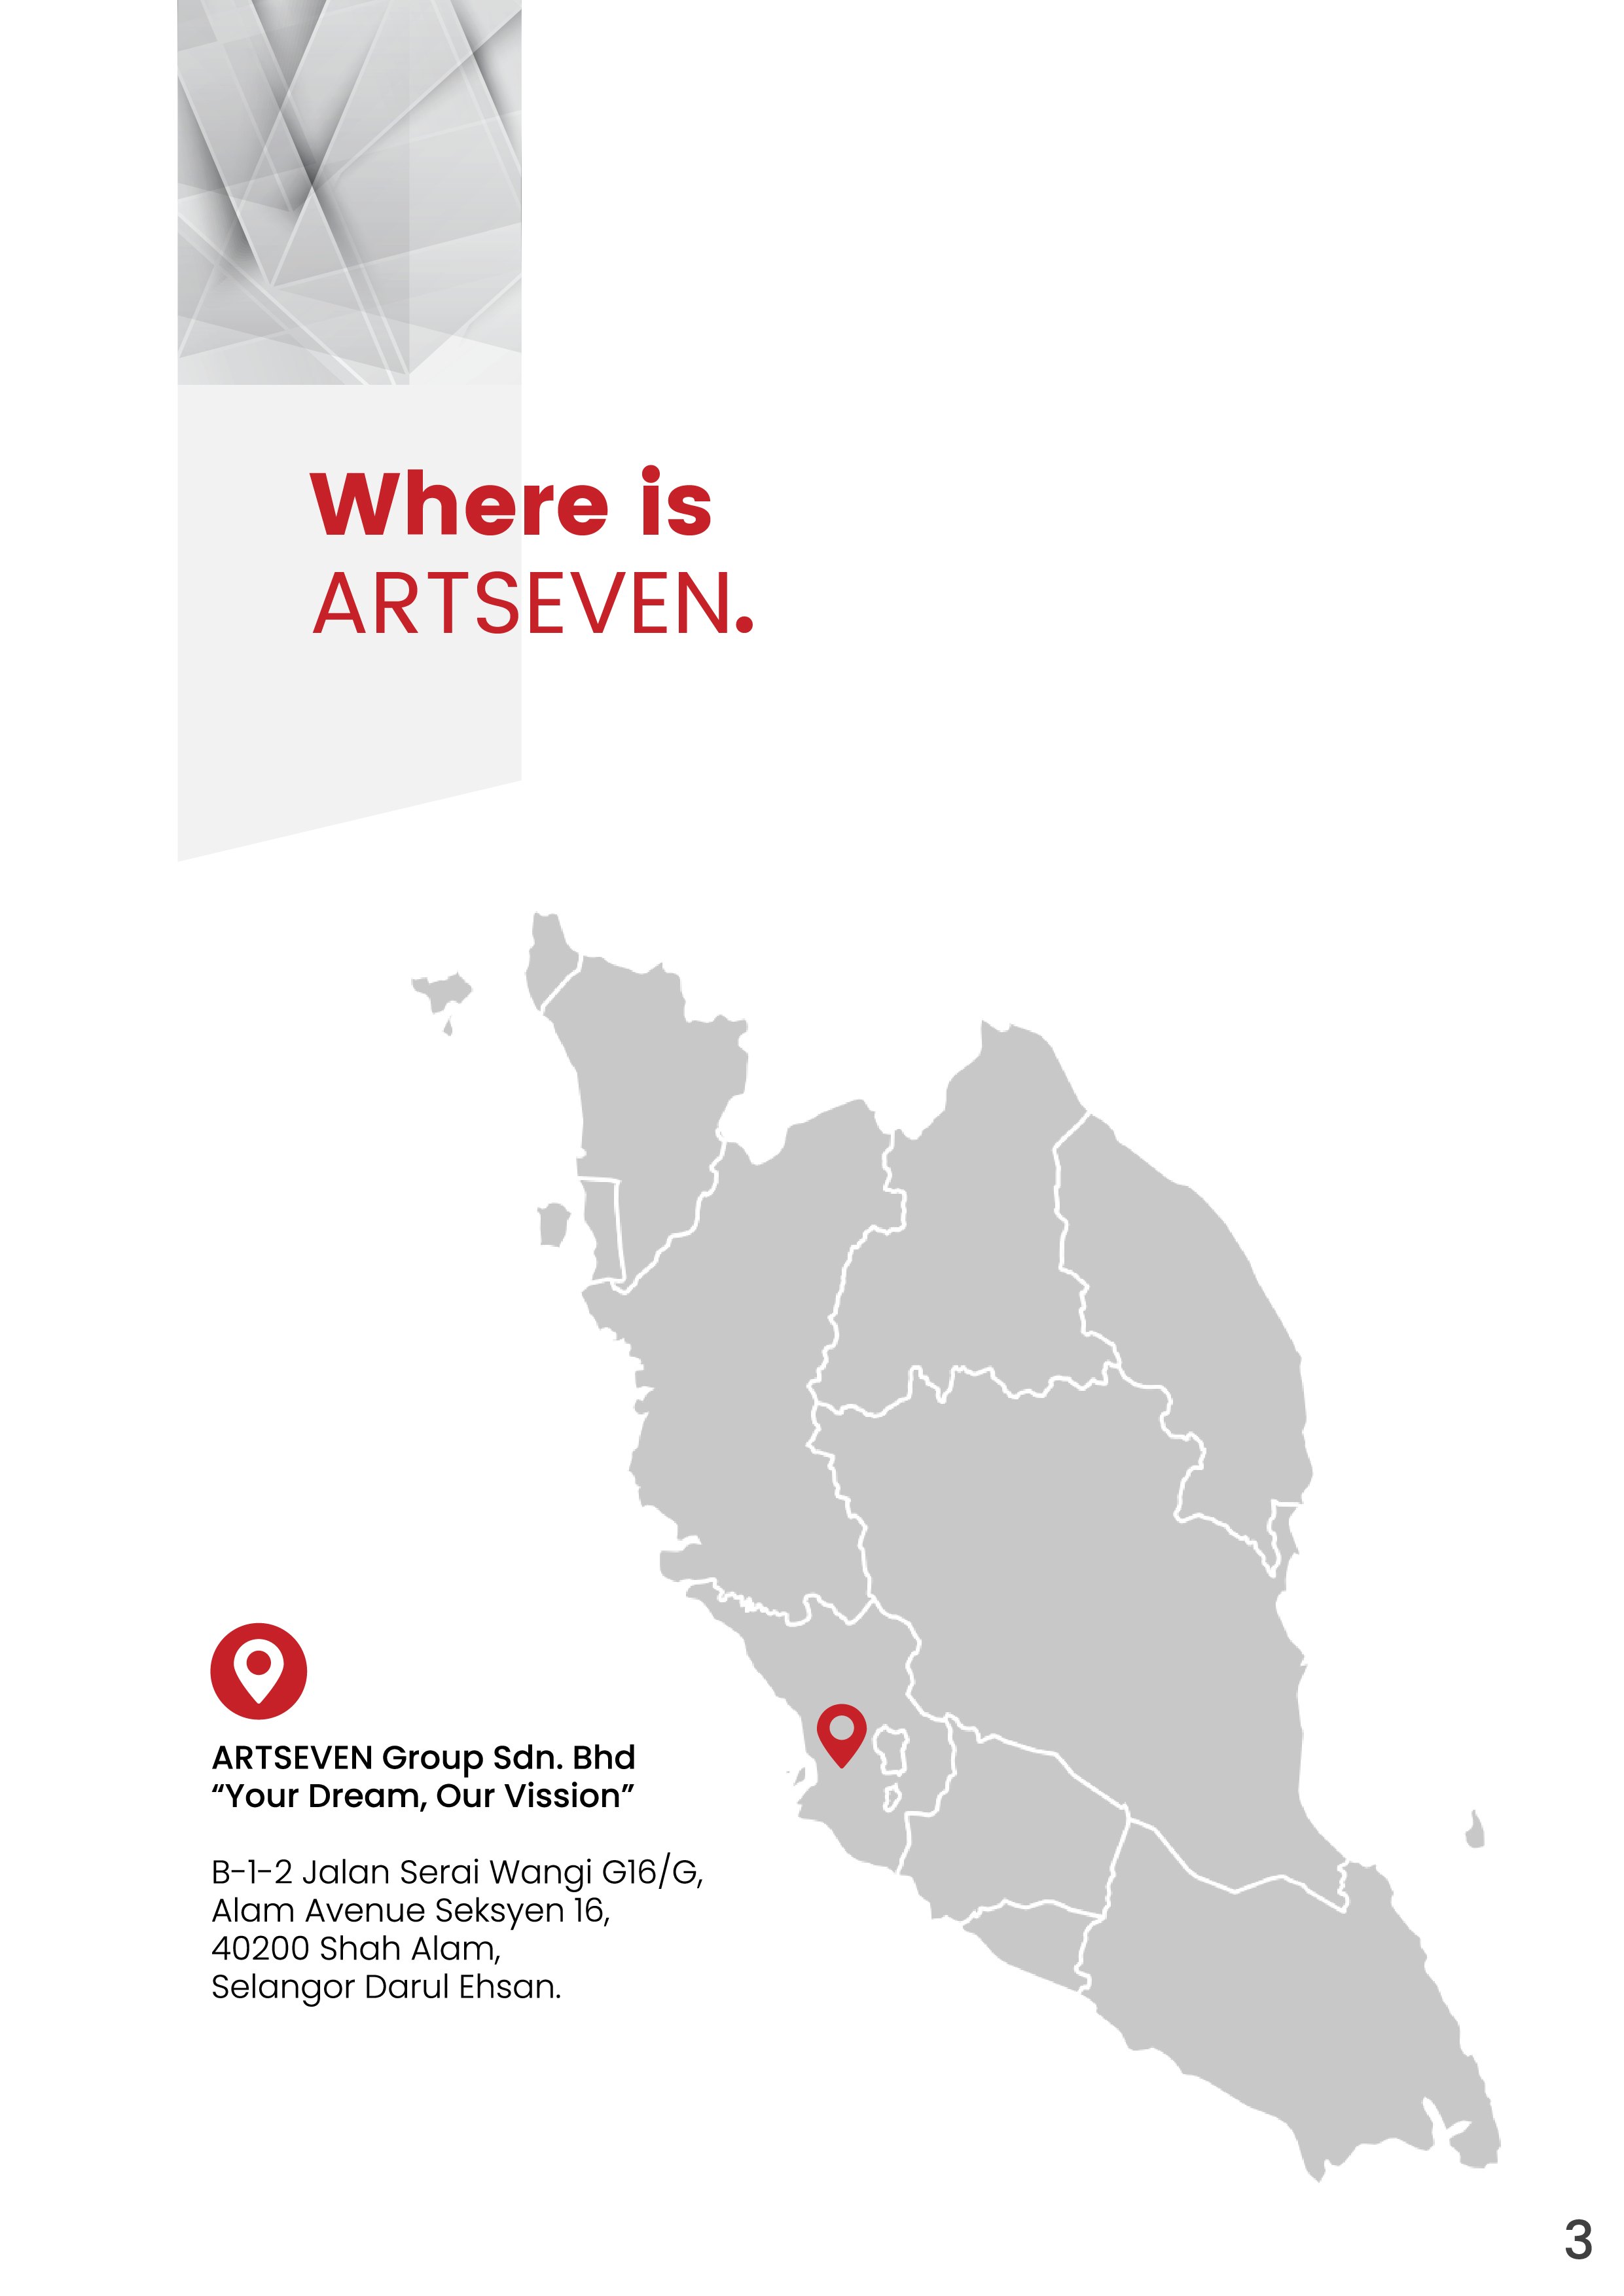 Where is
ARTSEVEN.
ARTSEVEN Group Sdn. Bhd
“Your Dream, Our Vission”
B-1-2 Jalan Serai Wangi G16/G,
Alam Avenue Seksyen 16,
40200 Shah Alam,
Selangor Darul Ehsan.
3